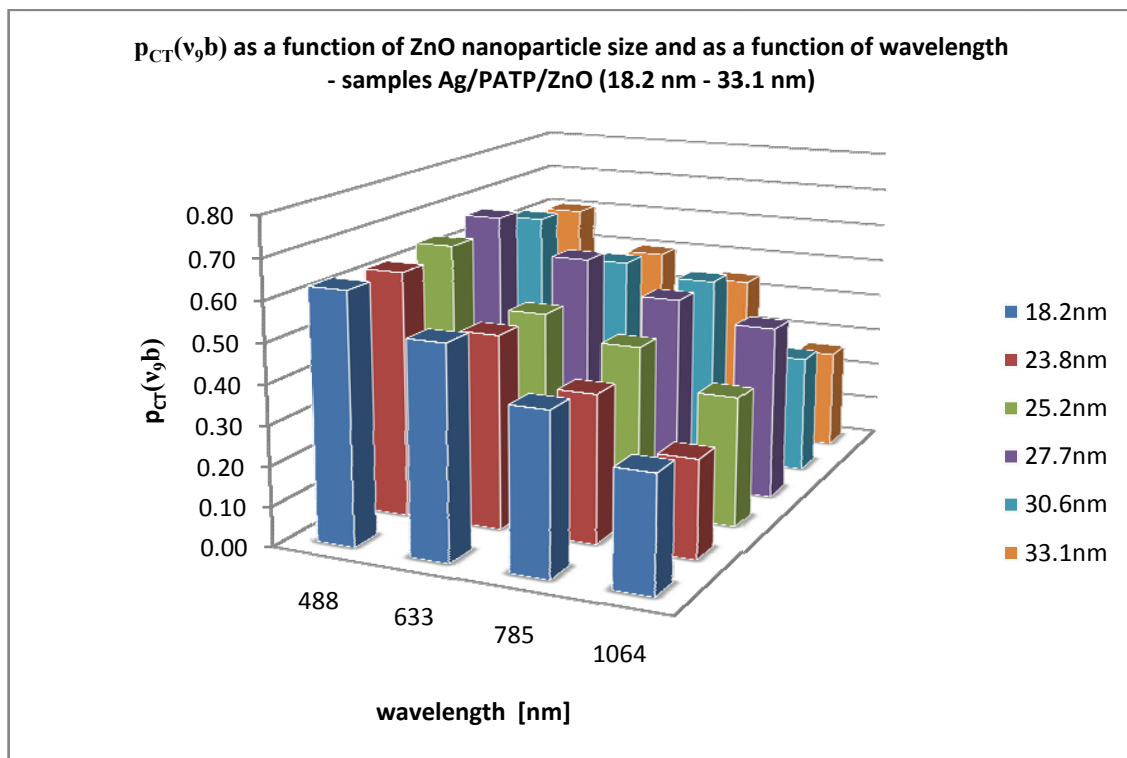 p_CT(ν₉b) as a function of ZnO nanoparticle size and as a function of wavelength
- samples Ag/PATP/ZnO (18.2 nm - 33.1 nm)
0.80
0.70
0.60
0.50
0.40
0.30
0.20
0.10
0.00
p_CT(ν₉b)
488
633
785
1064
wavelength [nm]
18.2nm
23.8nm
25.2nm
27.7nm
30.6nm
33.1nm